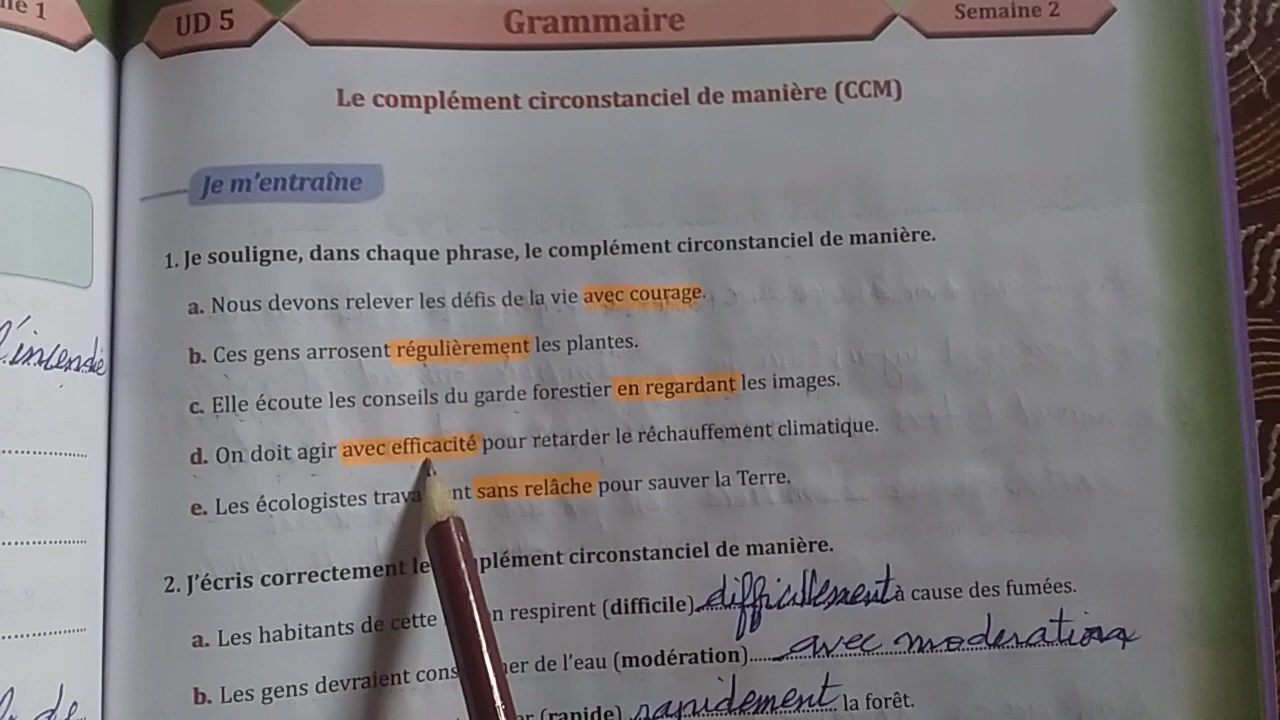 UD 5
Grammaire
Semaine 2
Le complément circonstanciel de manière (CCM)
Je m'entraîne
1. Je souligne, dans chaque phrase, le complément circonstanciel de manière.
a. Nous devons relever les défis de la vie avec courage.
b. Ces gens arrosent régulièrement les plantes.
c. Elle écoute les conseils du garde forestier en regardant les images.
d. On doit agir avec efficacité pour retarder le réchauffement climatique.
e. Les écologistes trava nt sans relâche pour sauver la Terre.
2. J'écris correctement le plément circonstanciel de manière.
a. Les habitants de cette n respirent (difficile) difficillement à cause des fumées.
b. Les gens devraient cons er de l'eau (modération) avec moderation
(rapide) rapidement la forêt.
l'incendie